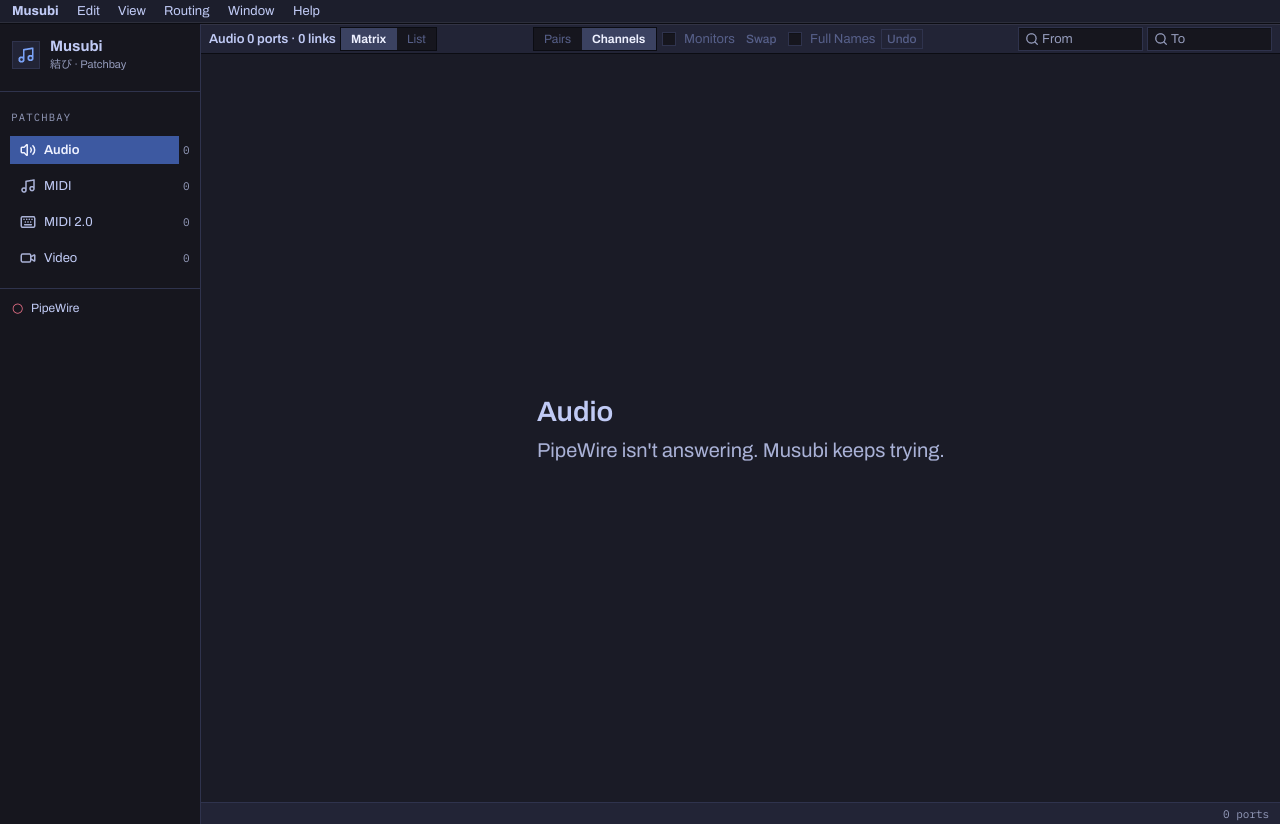 Musubi Edit View Routing Window Help
Musubi
結び · Patchbay
Audio 0 ports · 0 links Matrix List Pairs Channels Monitors Swap Full Names Undo From To
PATCHBAY
Audio 0
MIDI 0
MIDI 2.0 0
Video 0
PipeWire
Audio
PipeWire isn't answering. Musubi keeps trying.
0 ports